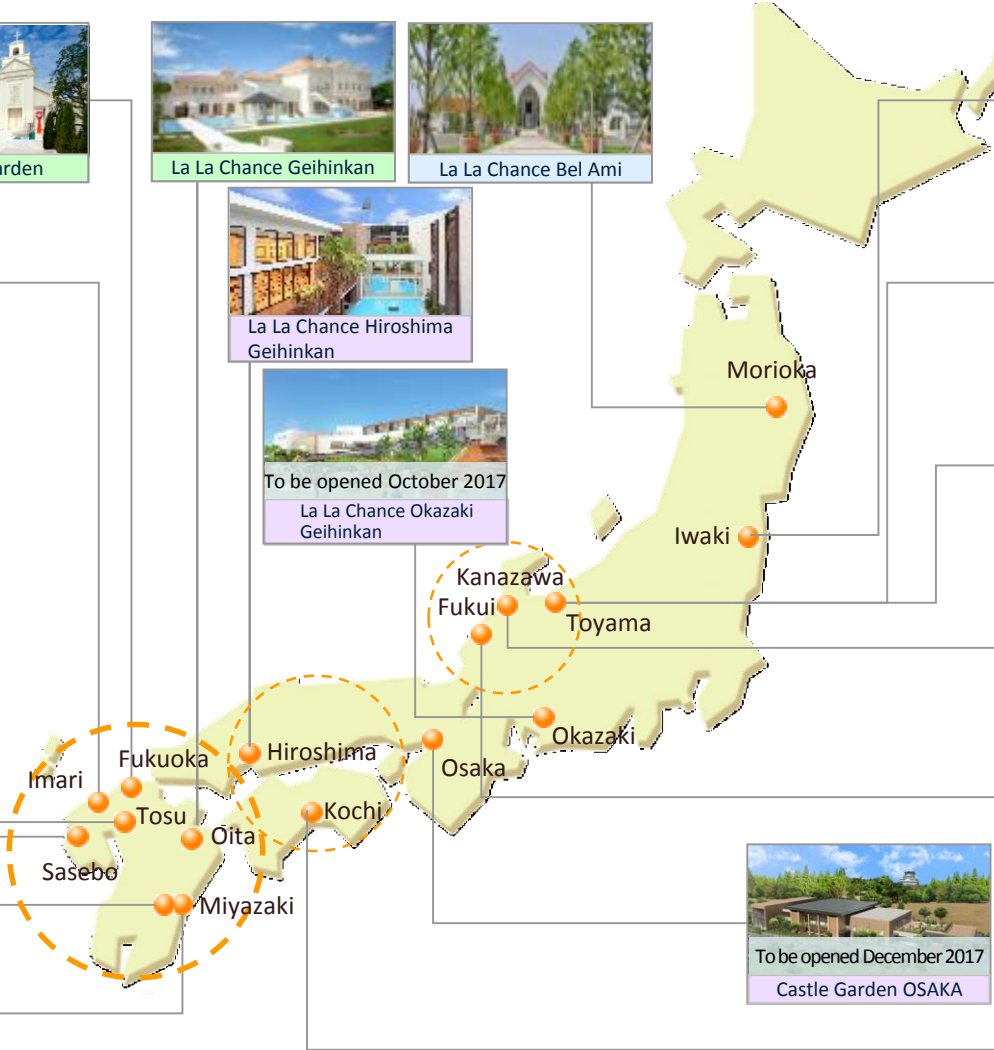 arden
La La Chance Geihinkan
La La Chance Bel Ami
La La Chance Hiroshima
Geihinkan
To be opened October 2017
La La Chance Okazaki
Geihinkan
Morioka
Iwaki
Kanazawa
Fukui
Toyama
Okazaki
Osaka
Hiroshima
Kochi
Fukuoka
Imari
Tosu
Oita
Sasebo
Miyazaki
To be opened December 2017
Castle Garden OSAKA